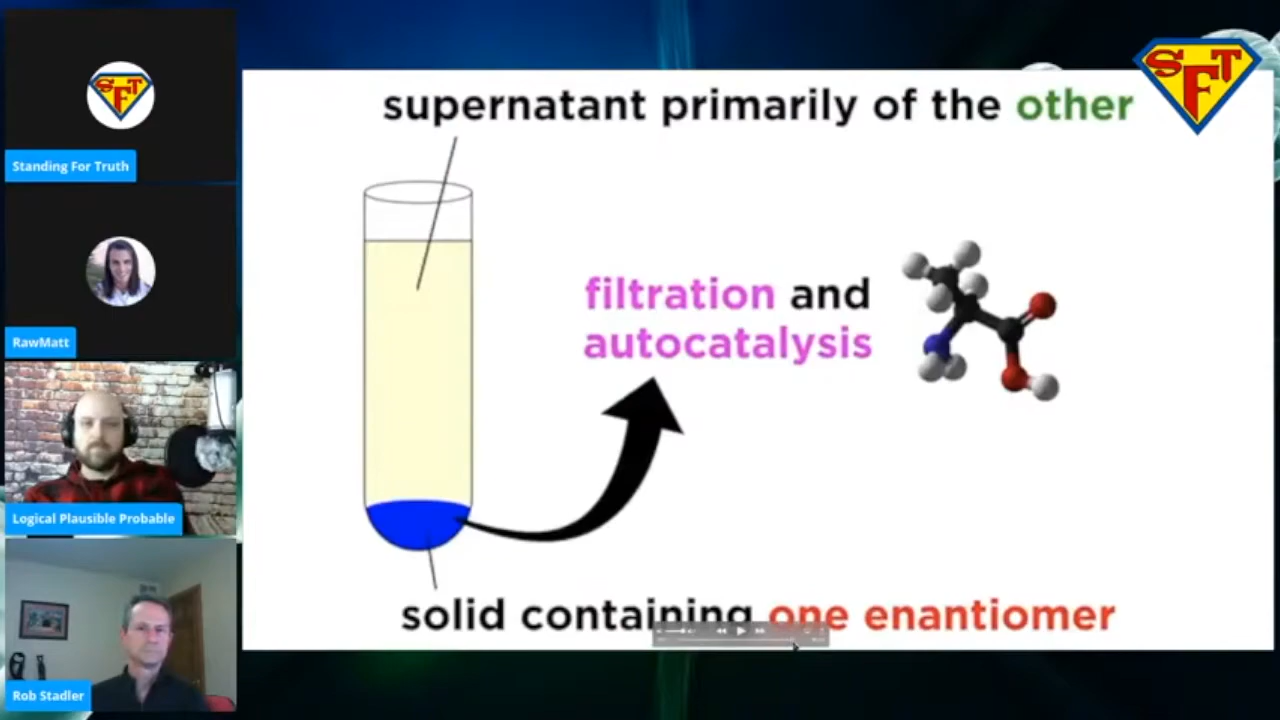 SFT
Standing For Truth
RawMatt
Logical Plausible Probable
Rob Stadler
supernatant primarily of the other
filtration and
autocatalysis
solid containing one enantiomer
SFT